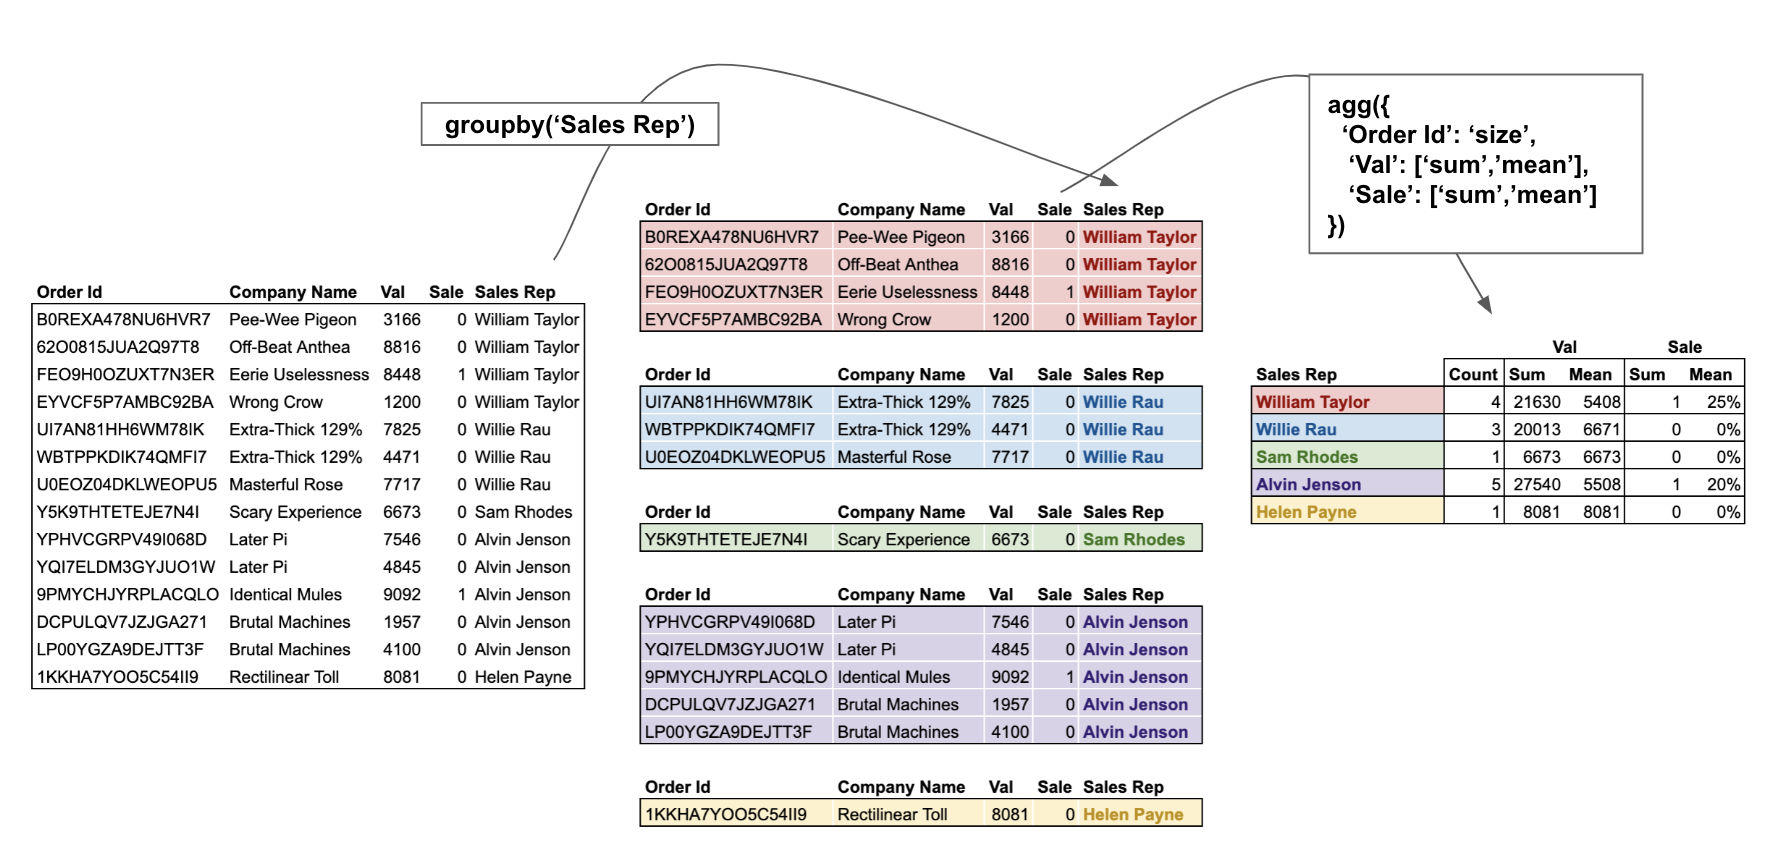 groupby(‘Sales Rep’)
agg({
‘Order Id’: ‘size’,
‘Val’: [‘sum’,’mean’],
‘Sale’: [‘sum’,’mean’]
})
Order Id Company Name Val Sale Sales Rep
B0REXA478NU6HVR7 Pee-Wee Pigeon 3166 0 William Taylor
62O0815JUA2Q97T8 Off-Beat Anthea 8816 0 William Taylor
FEO9H0OZUXT7N3ER Eerie Uselessness 8448 1 William Taylor
EYVCF5P7AMBC92BA Wrong Crow 1200 0 William Taylor
UI7AN81HH6WM78IK Extra-Thick 129% 7825 0 Willie Rau
WBTPPKDIK74QMFI7 Extra-Thick 129% 4471 0 Willie Rau
U0EOZ04DKLWEOPU5 Masterful Rose 7717 0 Willie Rau
Y5K9THTETEJE7N4I Scary Experience 6673 0 Sam Rhodes
YPHVCGRPV49I068D Later Pi 7546 0 Alvin Jenson
YQI7ELDM3GYJUO1W Later Pi 4845 0 Alvin Jenson
9PMYCHJYRPLACQLO Identical Mules 9092 1 Alvin Jenson
DCPULQV7JZJGA271 Brutal Machines 1957 0 Alvin Jenson
LP00YGZA9DEJTT3F Brutal Machines 4100 0 Alvin Jenson
1KKHA7YOO5C54II9 Rectilinear Toll 8081 0 Helen Payne
Order Id Company Name Val Sale Sales Rep
B0REXA478NU6HVR7 Pee-Wee Pigeon 3166 0 William Taylor
62O0815JUA2Q97T8 Off-Beat Anthea 8816 0 William Taylor
FEO9H0OZUXT7N3ER Eerie Uselessness 8448 1 William Taylor
EYVCF5P7AMBC92BA Wrong Crow 1200 0 William Taylor
Order Id Company Name Val Sale Sales Rep
UI7AN81HH6WM78IK Extra-Thick 129% 7825 0 Willie Rau
WBTPPKDIK74QMFI7 Extra-Thick 129% 4471 0 Willie Rau
U0EOZ04DKLWEOPU5 Masterful Rose 7717 0 Willie Rau
Order Id Company Name Val Sale Sales Rep
Y5K9THTETEJE7N4I Scary Experience 6673 0 Sam Rhodes
Order Id Company Name Val Sale Sales Rep
YPHVCGRPV49I068D Later Pi 7546 0 Alvin Jenson
YQI7ELDM3GYJUO1W Later Pi 4845 0 Alvin Jenson
9PMYCHJYRPLACQLO Identical Mules 9092 1 Alvin Jenson
DCPULQV7JZJGA271 Brutal Machines 1957 0 Alvin Jenson
LP00YGZA9DEJTT3F Brutal Machines 4100 0 Alvin Jenson
Order Id Company Name Val Sale Sales Rep
1KKHA7YOO5C54II9 Rectilinear Toll 8081 0 Helen Payne
Val Sale
Sales Rep Count Sum Mean Sum Mean
William Taylor 4 21630 5408 1 25%
Willie Rau 3 20013 6671 0 0%
Sam Rhodes 1 6673 6673 0 0%
Alvin Jenson 5 27540 5508 1 20%
Helen Payne 1 8081 8081 0 0%